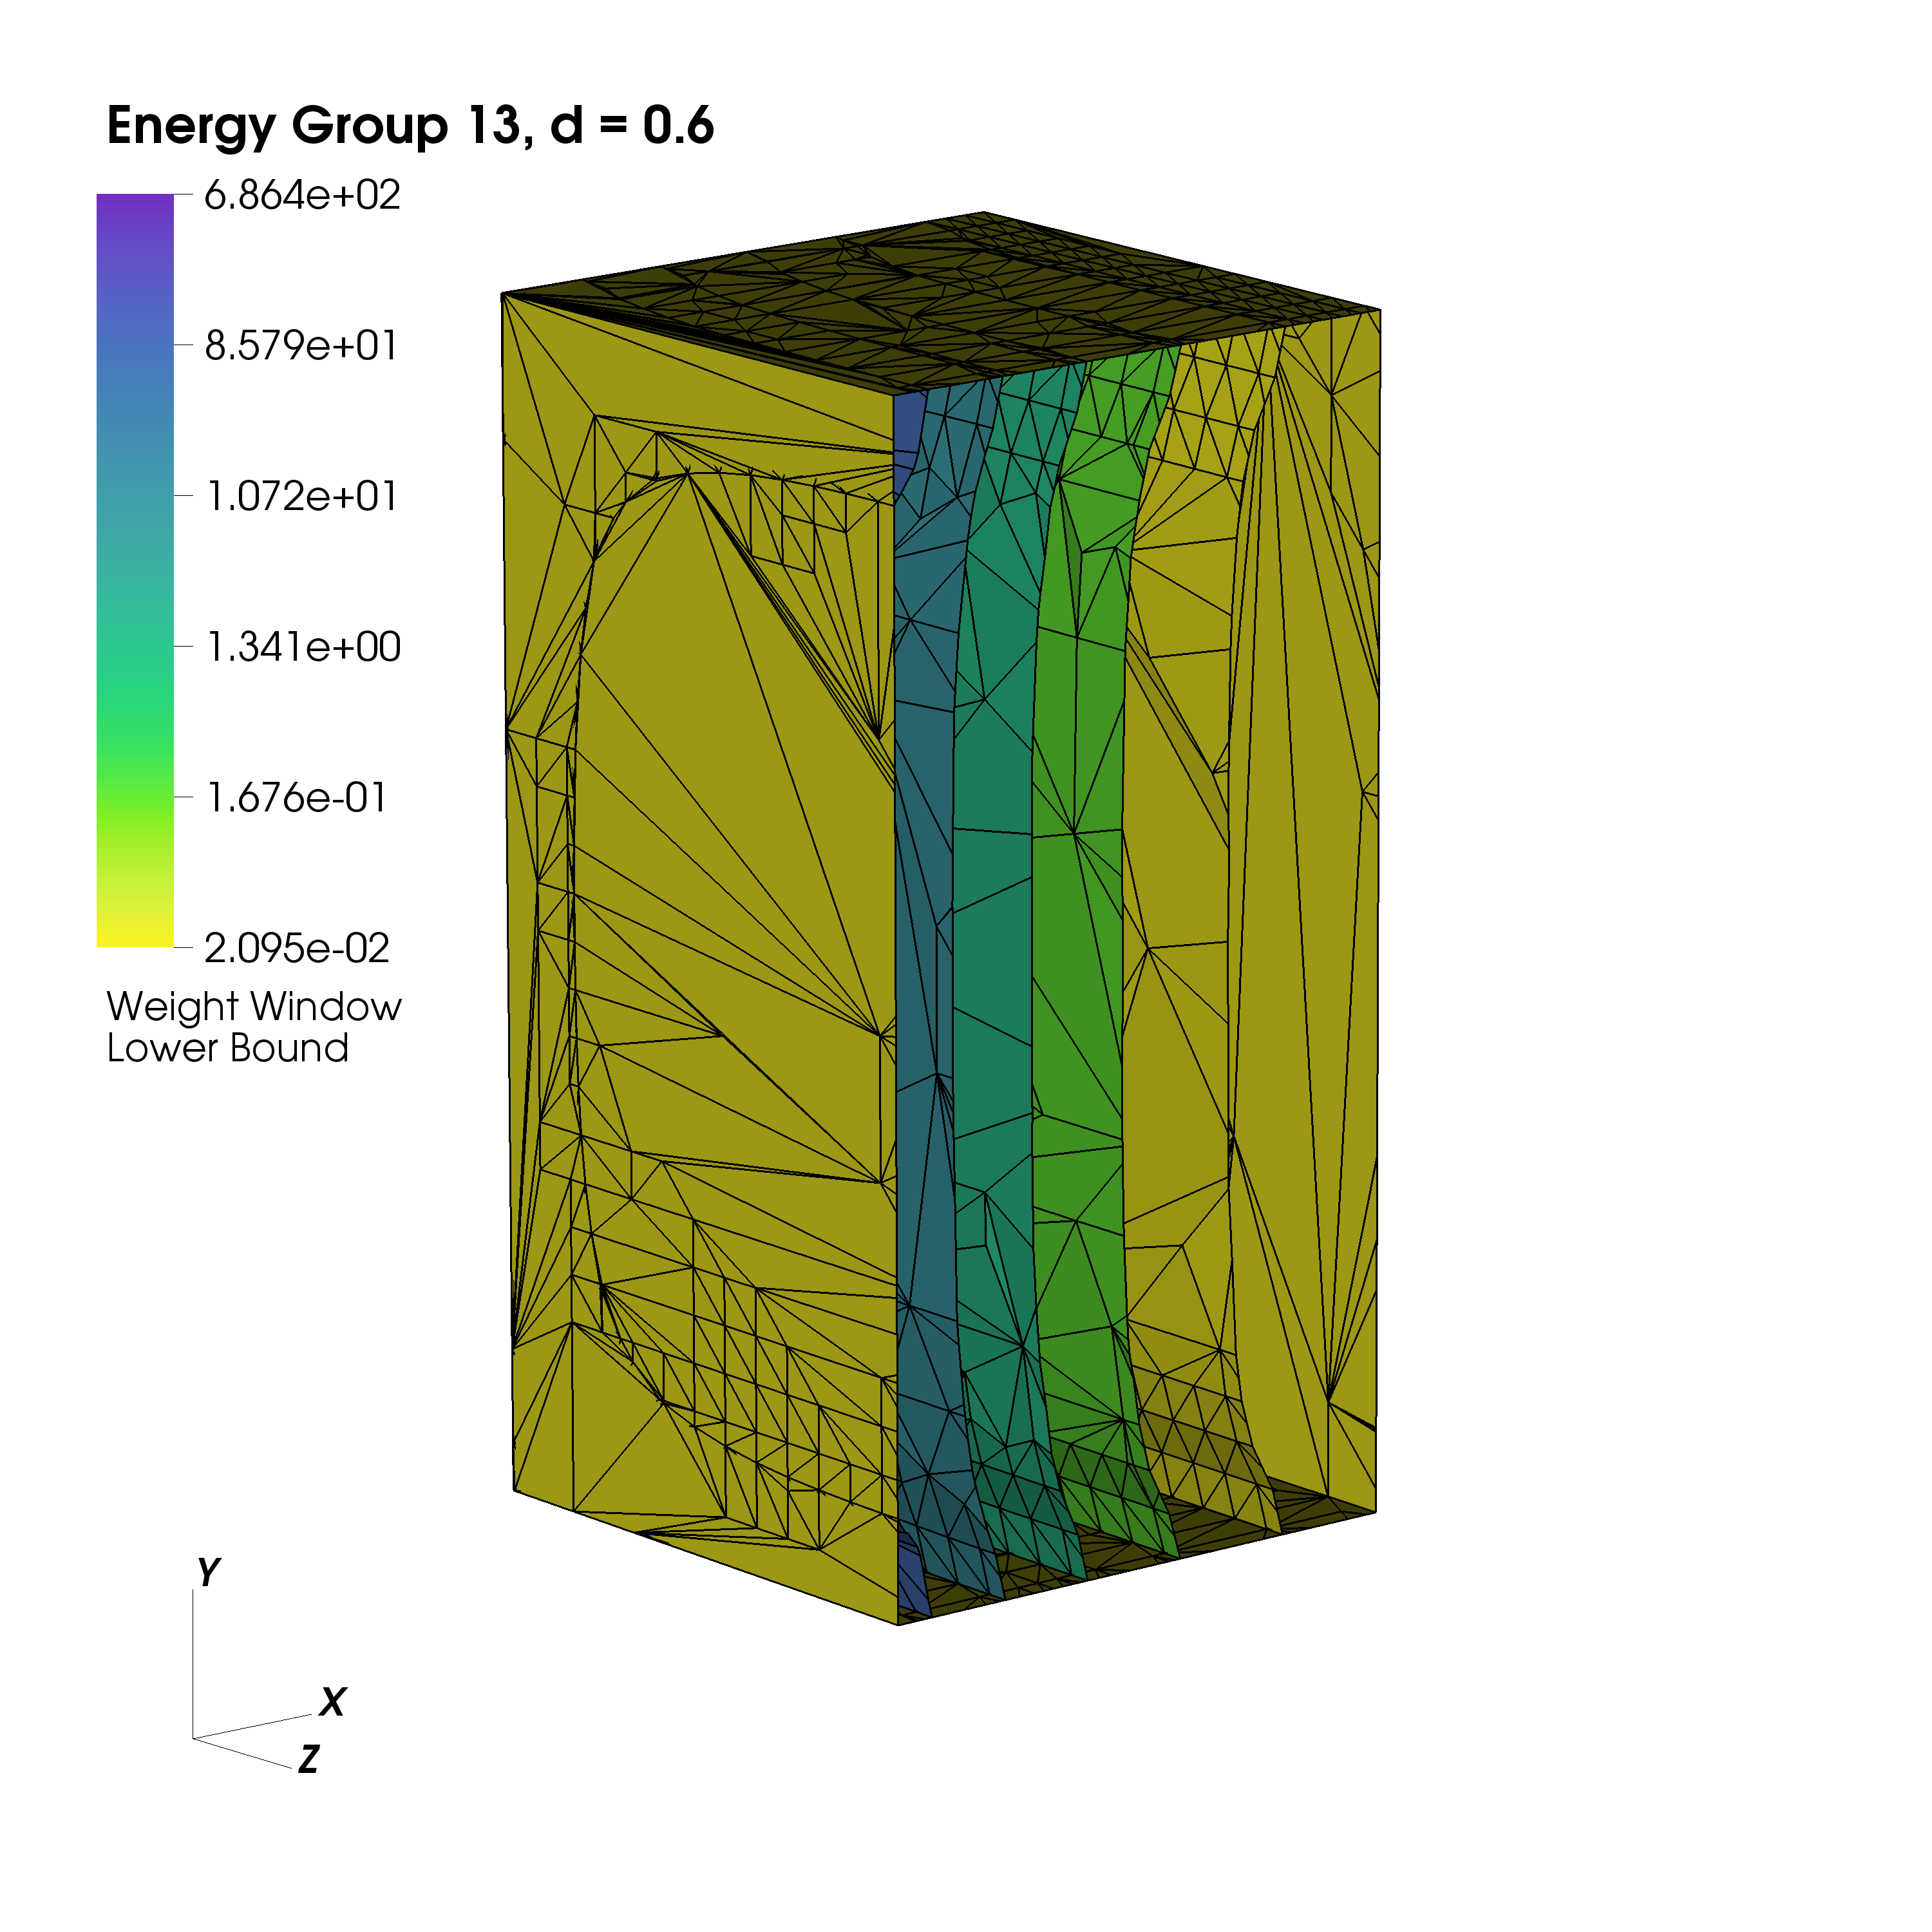 Energy Group 13, d = 0.6
6.864e+02
8.579e+01
1.072e+01
1.341e+00
1.676e-01
2.095e-02
Weight Window
Lower Bound
Y
X
Z